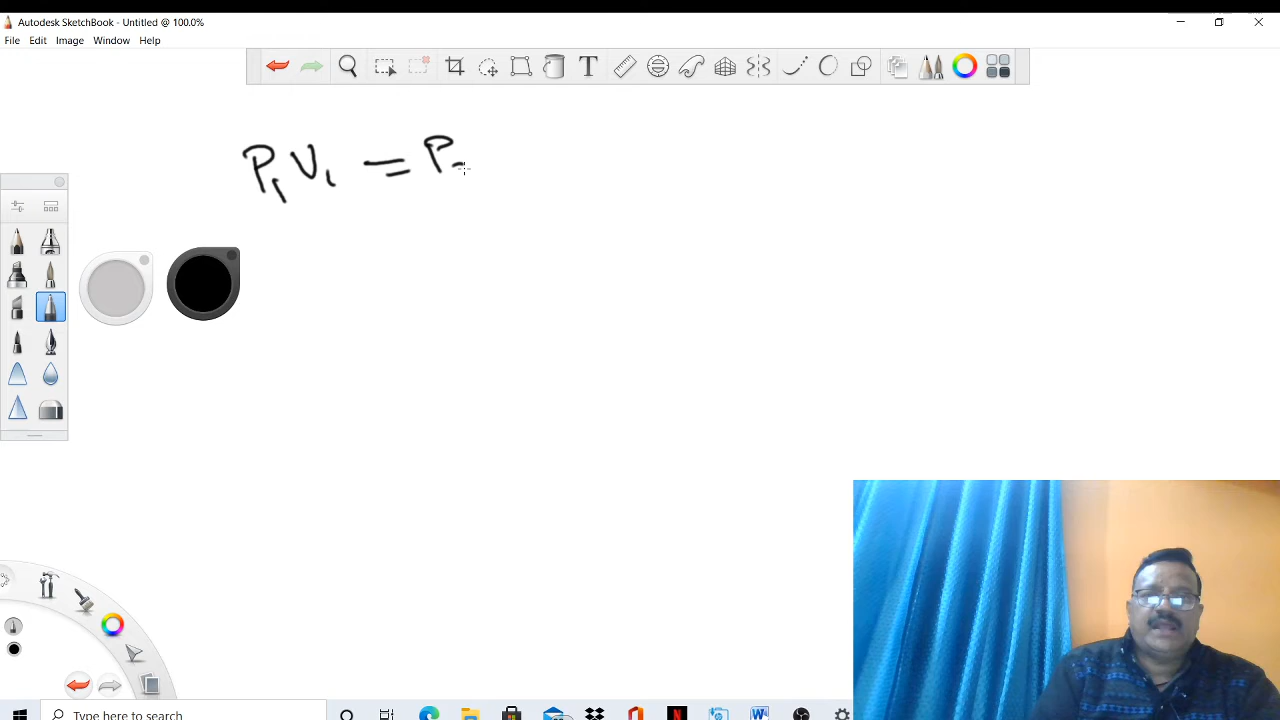 Autodesk SketchBook - Untitled @ 100.0%
File Edit Image Window Help
P₁V₁ = P
Type here to search